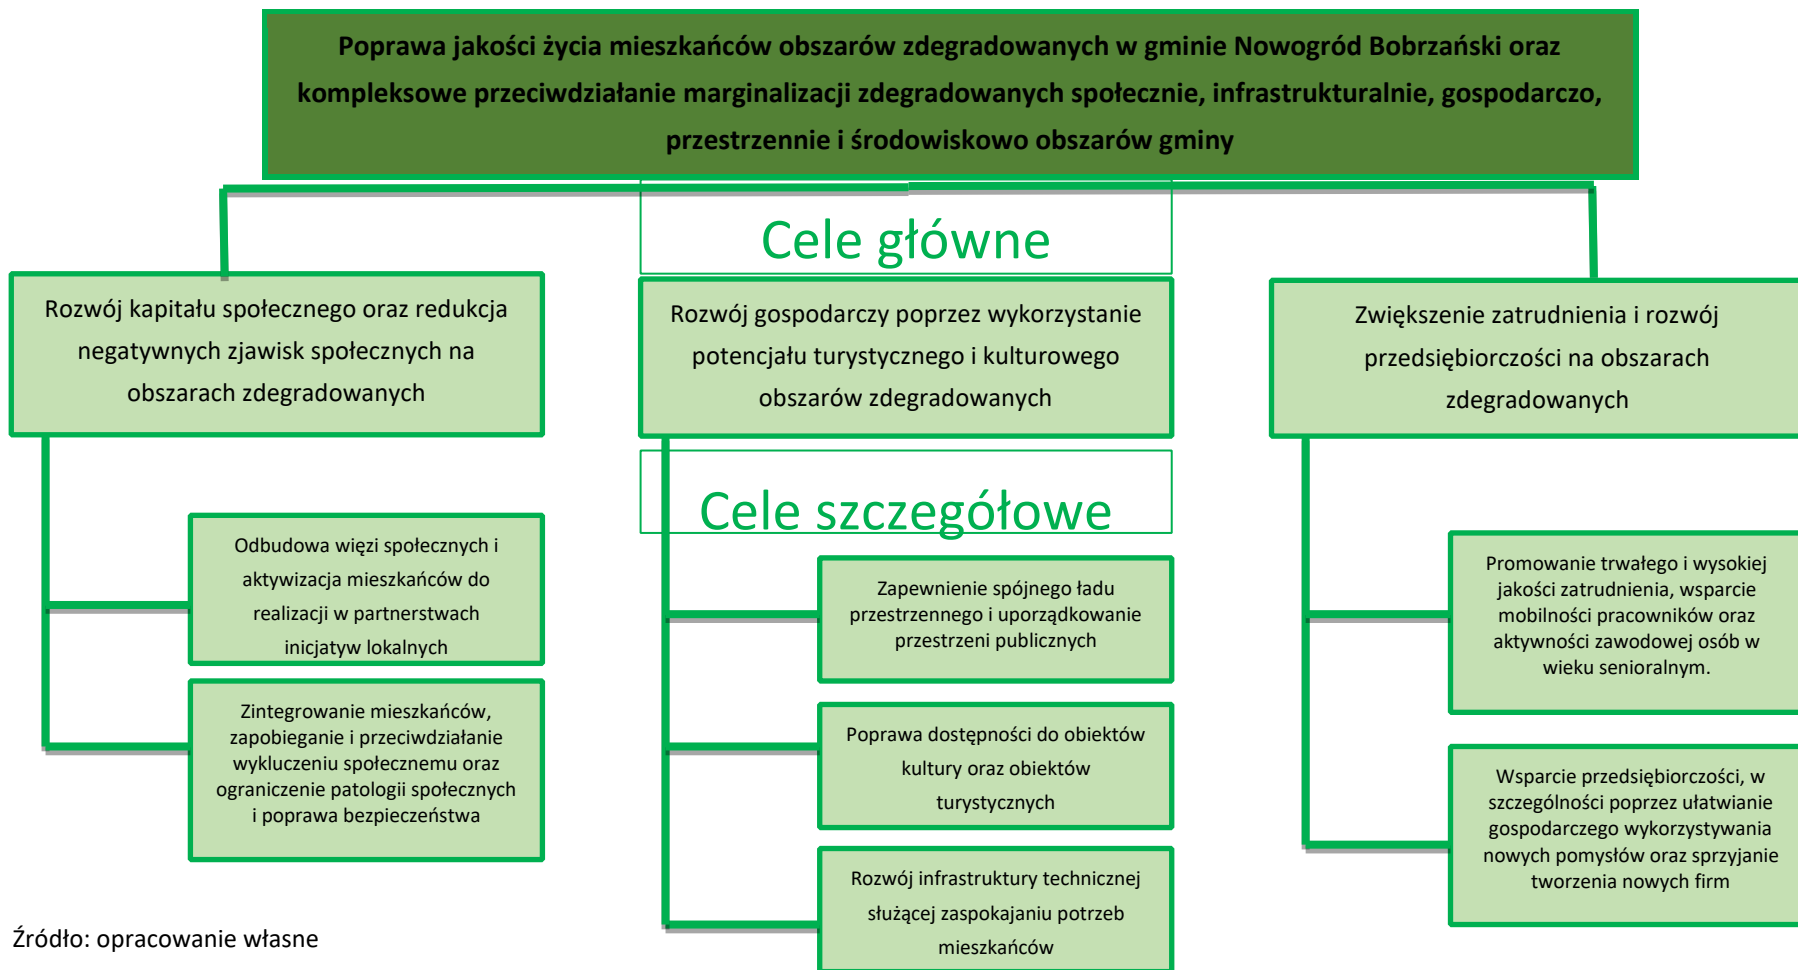 Poprawa jakości życia mieszkańców obszarów zdegradowanych w gminie Nowogród Bobrzański oraz
kompleksowe przeciwdziałanie marginalizacji zdegradowanych społecznie, infrastrukturalnie, gospodarczo,
przestrzennie i środowiskowo obszarów gminy
Cele główne
Rozwój kapitału społecznego oraz redukcja
negatywnych zjawisk społecznych na
obszarach zdegradowanych
Rozwój gospodarczy poprzez wykorzystanie
potencjału turystycznego i kulturowego
obszarów zdegradowanych
Zwiększenie zatrudnienia i rozwój
przedsiębiorczości na obszarach
zdegradowanych
Cele szczegółowe
Odbudowa więzi społecznych i
aktywizacja mieszkańców do
realizacji w partnerstwach
inicjatyw lokalnych
Zintegrowanie mieszkańców,
zapobieganie i przeciwdziałanie
wykluczeniu społecznemu oraz
ograniczenie patologii społecznych
i poprawa bezpieczeństwa
Zapewnienie spójnego ładu
przestrzennego i uporządkowanie
przestrzeni publicznych
Poprawa dostępności do obiektów
kultury oraz obiektów
turystycznych
Rozwój infrastruktury technicznej
służącej zaspokajaniu potrzeb
mieszkańców
Promowanie trwałego i wysokiej
jakości zatrudnienia, wsparcie
mobilności pracowników oraz
aktywności zawodowej osób w
wieku senioralnym.
Wsparcie przedsiębiorczości, w
szczególności poprzez ułatwianie
gospodarczego wykorzystywania
nowych pomysłów oraz sprzyjanie
tworzenia nowych firm
Źródło: opracowanie własne